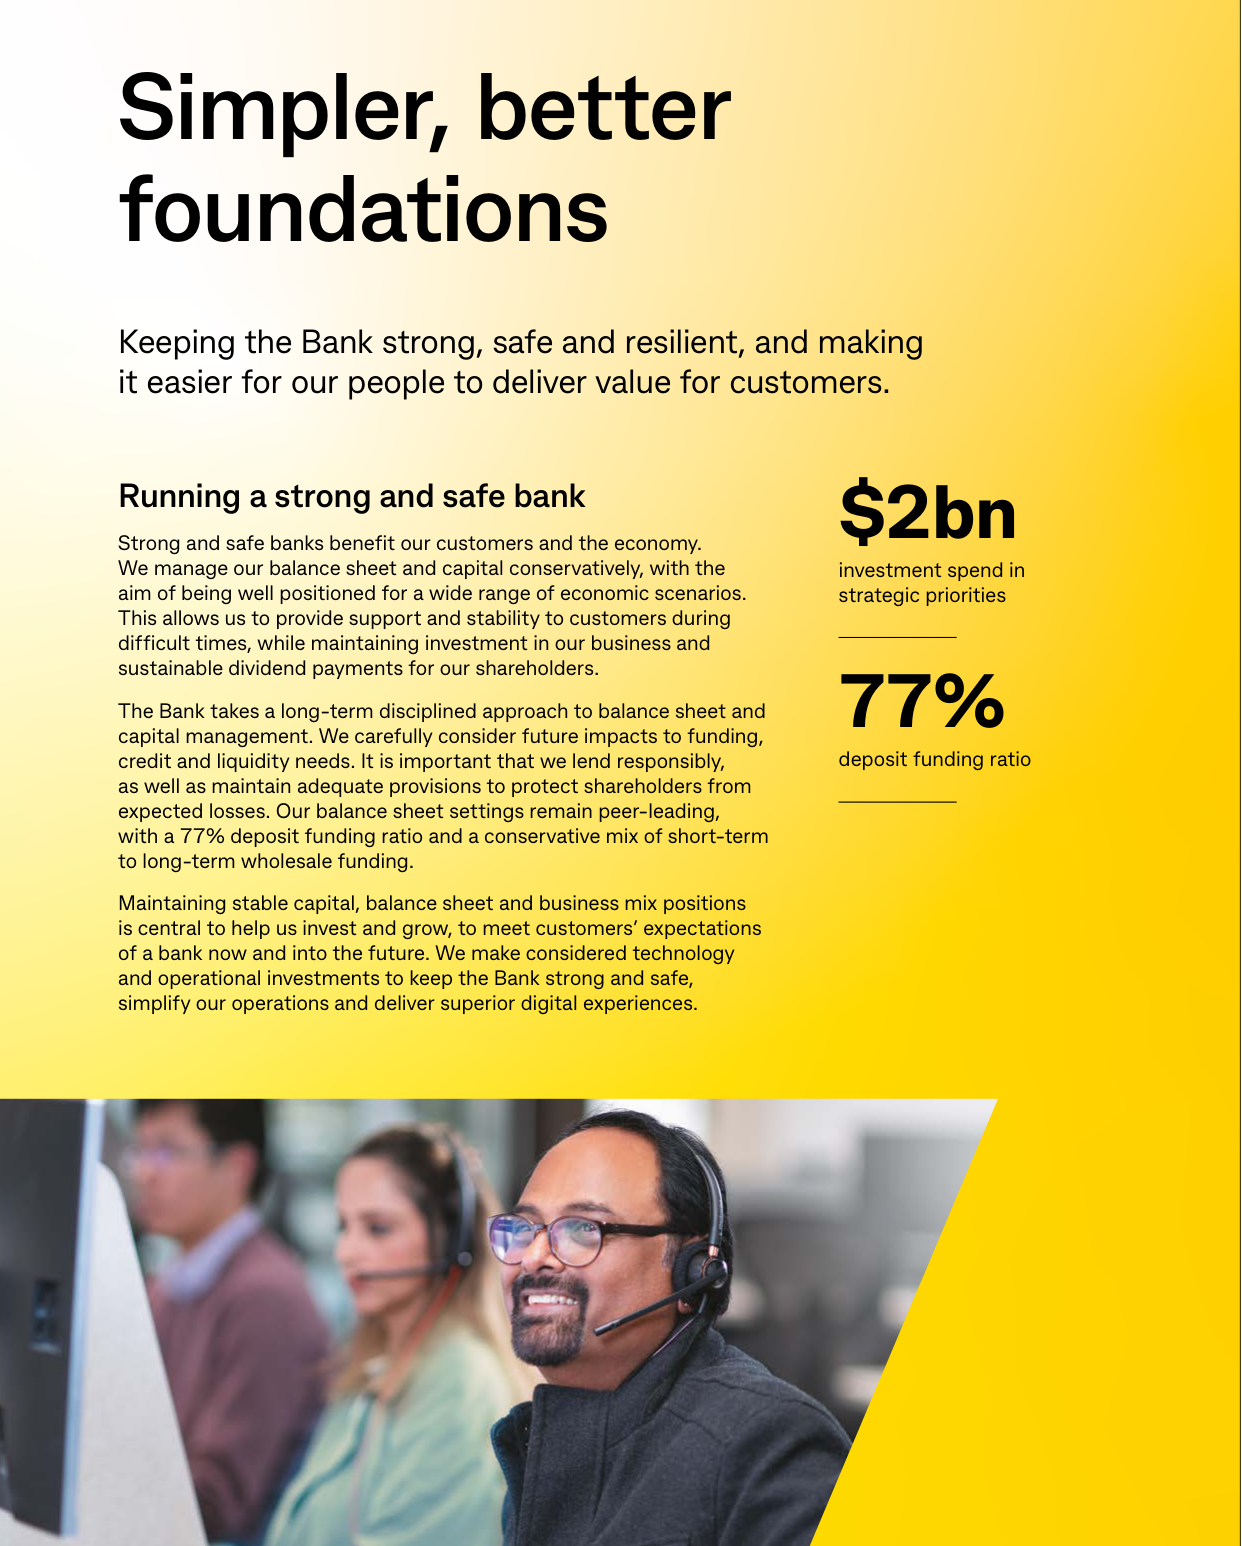 Simpler, better
foundations
Keeping the Bank strong, safe and resilient, and making
it easier for our people to deliver value for customers.
Running a strong and safe bank
Strong and safe banks benefit our customers and the economy.
We manage our balance sheet and capital conservatively, with the
aim of being well positioned for a wide range of economic scenarios.
This allows us to provide support and stability to customers during
difficult times, while maintaining investment in our business and
sustainable dividend payments for our shareholders.
The Bank takes a long-term disciplined approach to balance sheet and
capital management. We carefully consider future impacts to funding,
credit and liquidity needs. It is important that we lend responsibly,
as well as maintain adequate provisions to protect shareholders from
expected losses. Our balance sheet settings remain peer-leading,
with a 77% deposit funding ratio and a conservative mix of short-term
to long-term wholesale funding.
Maintaining stable capital, balance sheet and business mix positions
is central to help us invest and grow, to meet customers’ expectations
of a bank now and into the future. We make considered technology
and operational investments to keep the Bank strong and safe,
simplify our operations and deliver superior digital experiences.
$2bn
investment spend in
strategic priorities
77%
deposit funding ratio